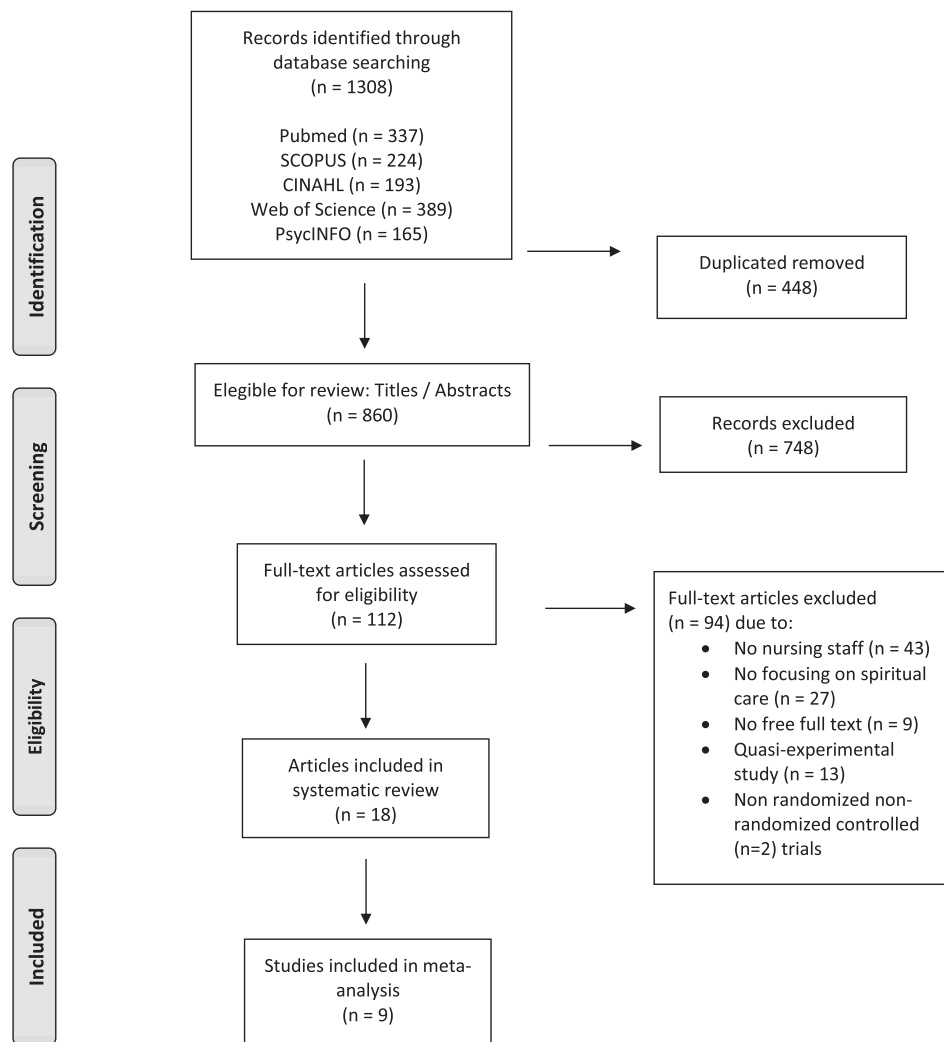 Records identified through
database searching
(n = 1308)
Pubmed (n = 337)
SCOPUS (n = 224)
CINAHL (n = 193)
Web of Science (n = 389)
PsycINFO (n = 165)
Identification
Duplicated removed
(n = 448)
Elegible for review: Titles / Abstracts
(n = 860)
Screening
Records excluded
(n = 748)
Full-text articles assessed
for eligibility
(n = 112)
Full-text articles excluded
(n = 94) due to:
• No nursing staff (n = 43)
• No focusing on spiritual
care (n = 27)
• No free full text (n = 9)
• Quasi-experimental
study (n = 13)
• Non randomized non-
randomized controlled
(n=2) trials
Eligibility
Articles included in
systematic review
(n = 18)
Included
Studies included in meta-
analysis
(n = 9)